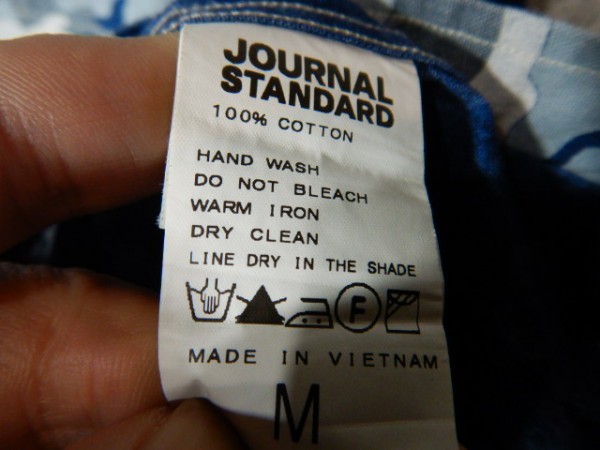 JOURNAL
STANDARD
100% COTTON
HAND WASH
DO NOT BLEACH
WARM IRON
DRY CLEAN
LINE DRY IN THE SHADE
F
MADE IN VIETNAM
M